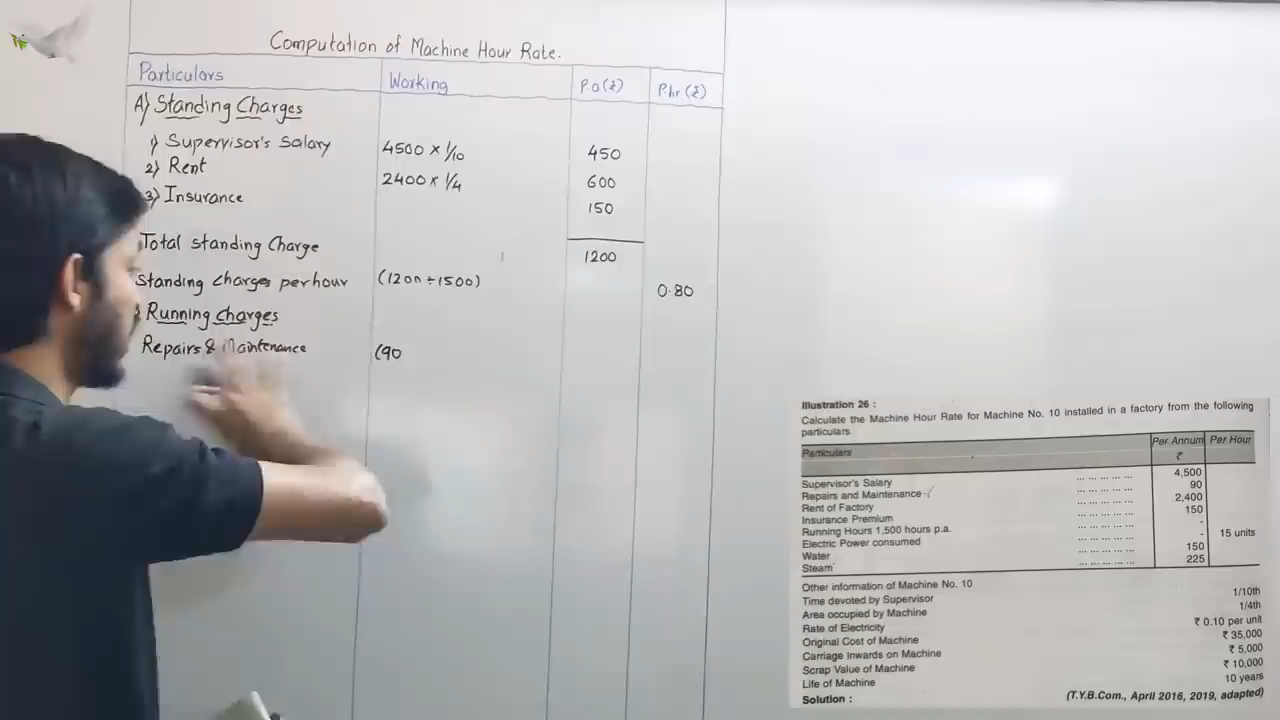 Computation of Machine Hour Rate.
Particulars Working P.a(₹) P.hr(₹)
A) Standing Charges
1) Supervisor's Salary 4500 × 1/10 450
2) Rent 2400 × 1/4 600
3) Insurance 150
Total standing Charge 1200
Standing charges per hour (1200 ÷ 1500) 0.80
Running charges
Repairs & Maintenance (90
Illustration 26 :
Calculate the Machine Hour Rate for Machine No. 10 installed in a factory from the following
particulars
Particulars Per Annum Per Hour
₹
Supervisor's Salary ... ... ... ... ... 4,500
Repairs and Maintenance ... ... ... ... ... 90
Rent of Factory ... ... ... ... ... 2,400
Insurance Premium ... ... ... ... ... 150
Running Hours 1,500 hours p.a. -
Electric Power consumed ... ... ... ... ... - 15 units
Water ... ... ... ... ... 150
Steam ... ... ... ... ... 225
Other information of Machine No. 10
Time devoted by Supervisor 1/10th
Area occupied by Machine 1/4th
Rate of Electricity ₹ 0.10 per unit
Original Cost of Machine ₹ 35,000
Carriage Inwards on Machine ₹ 5,000
Scrap Value of Machine ₹ 10,000
Life of Machine 10 years
Solution : (T.Y.B.Com., April 2016, 2019, adapted)